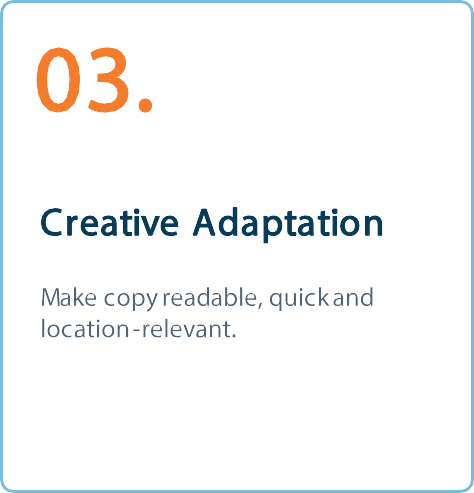 03.
Creative Adaptation
Make copy readable, quick and
location-relevant.